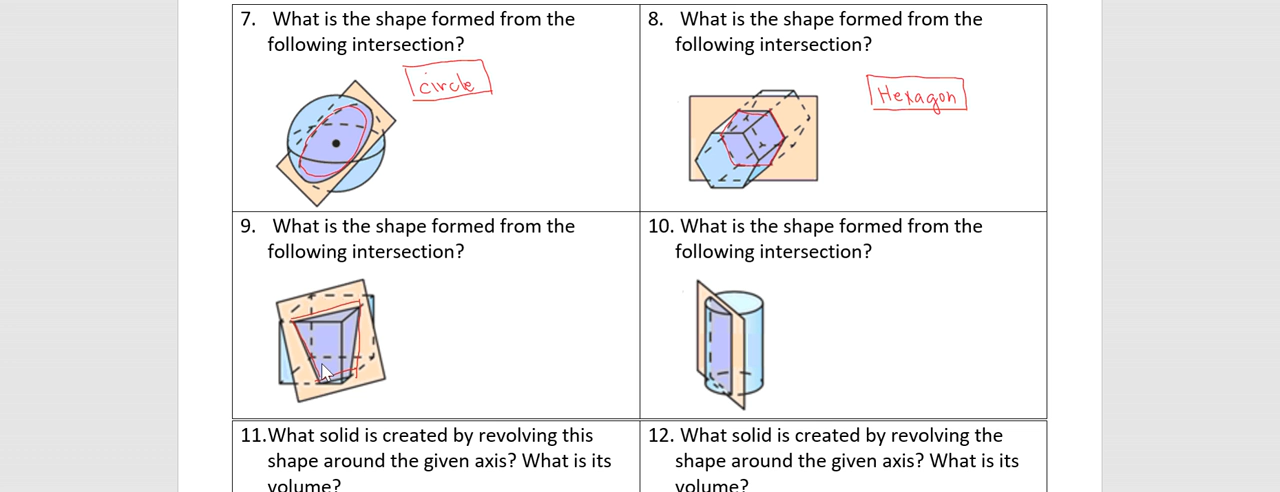 7. What is the shape formed from the
following intersection?
circle
8. What is the shape formed from the
following intersection?
Hexagon
9. What is the shape formed from the
following intersection?
10. What is the shape formed from the
following intersection?
11.What solid is created by revolving this
shape around the given axis? What is its
volume?
12. What solid is created by revolving the
shape around the given axis? What is its
volume?